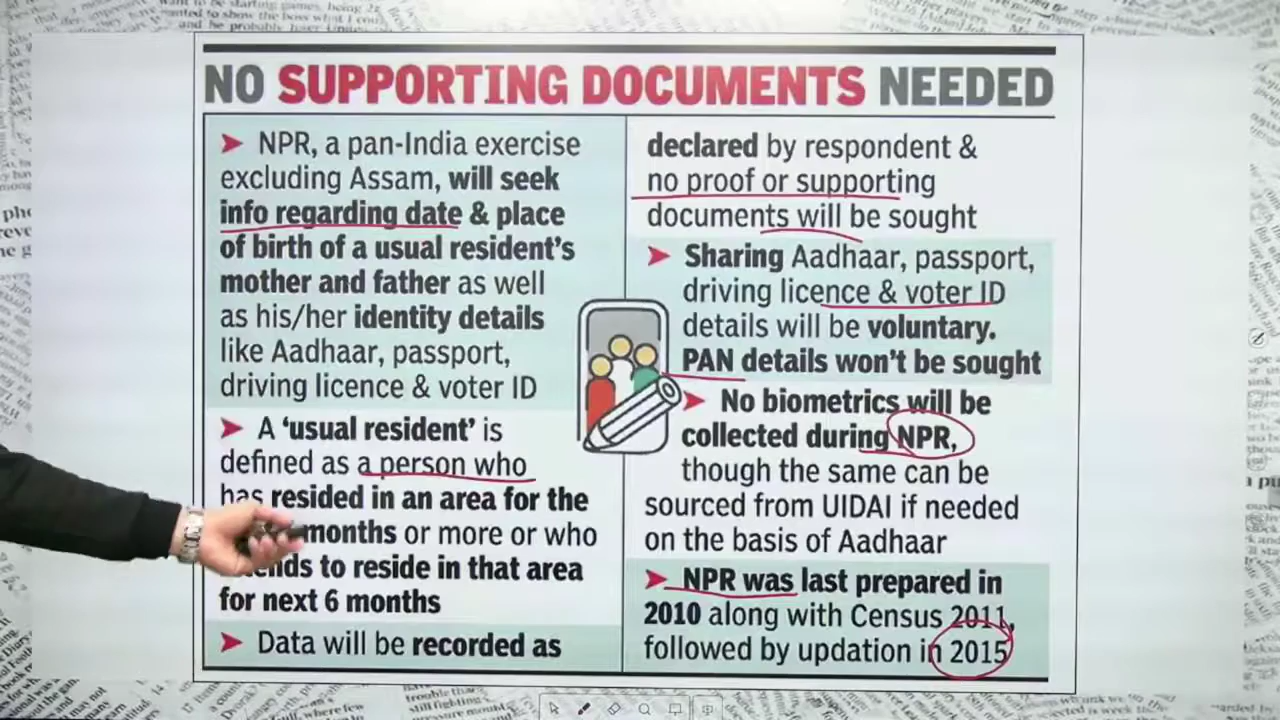 NO SUPPORTING DOCUMENTS NEEDED
➤ NPR, a pan-India exercise
excluding Assam, will seek
info regarding date & place
of birth of a usual resident's
mother and father as well
as his/her identity details
like Aadhaar, passport,
driving licence & voter ID
➤ A 'usual resident' is
defined as a person who
has resided in an area for the
months or more or who
to reside in that area
for next 6 months
➤ Data will be recorded as
declared by respondent &
no proof or supporting
documents will be sought
➤ Sharing Aadhaar, passport,
driving licence & voter ID
details will be voluntary.
PAN details won't be sought
➤ No biometrics will be
collected during NPR,
though the same can be
sourced from UIDAI if needed
on the basis of Aadhaar
➤ NPR was last prepared in
2010 along with Census 2011,
followed by updation in 2015